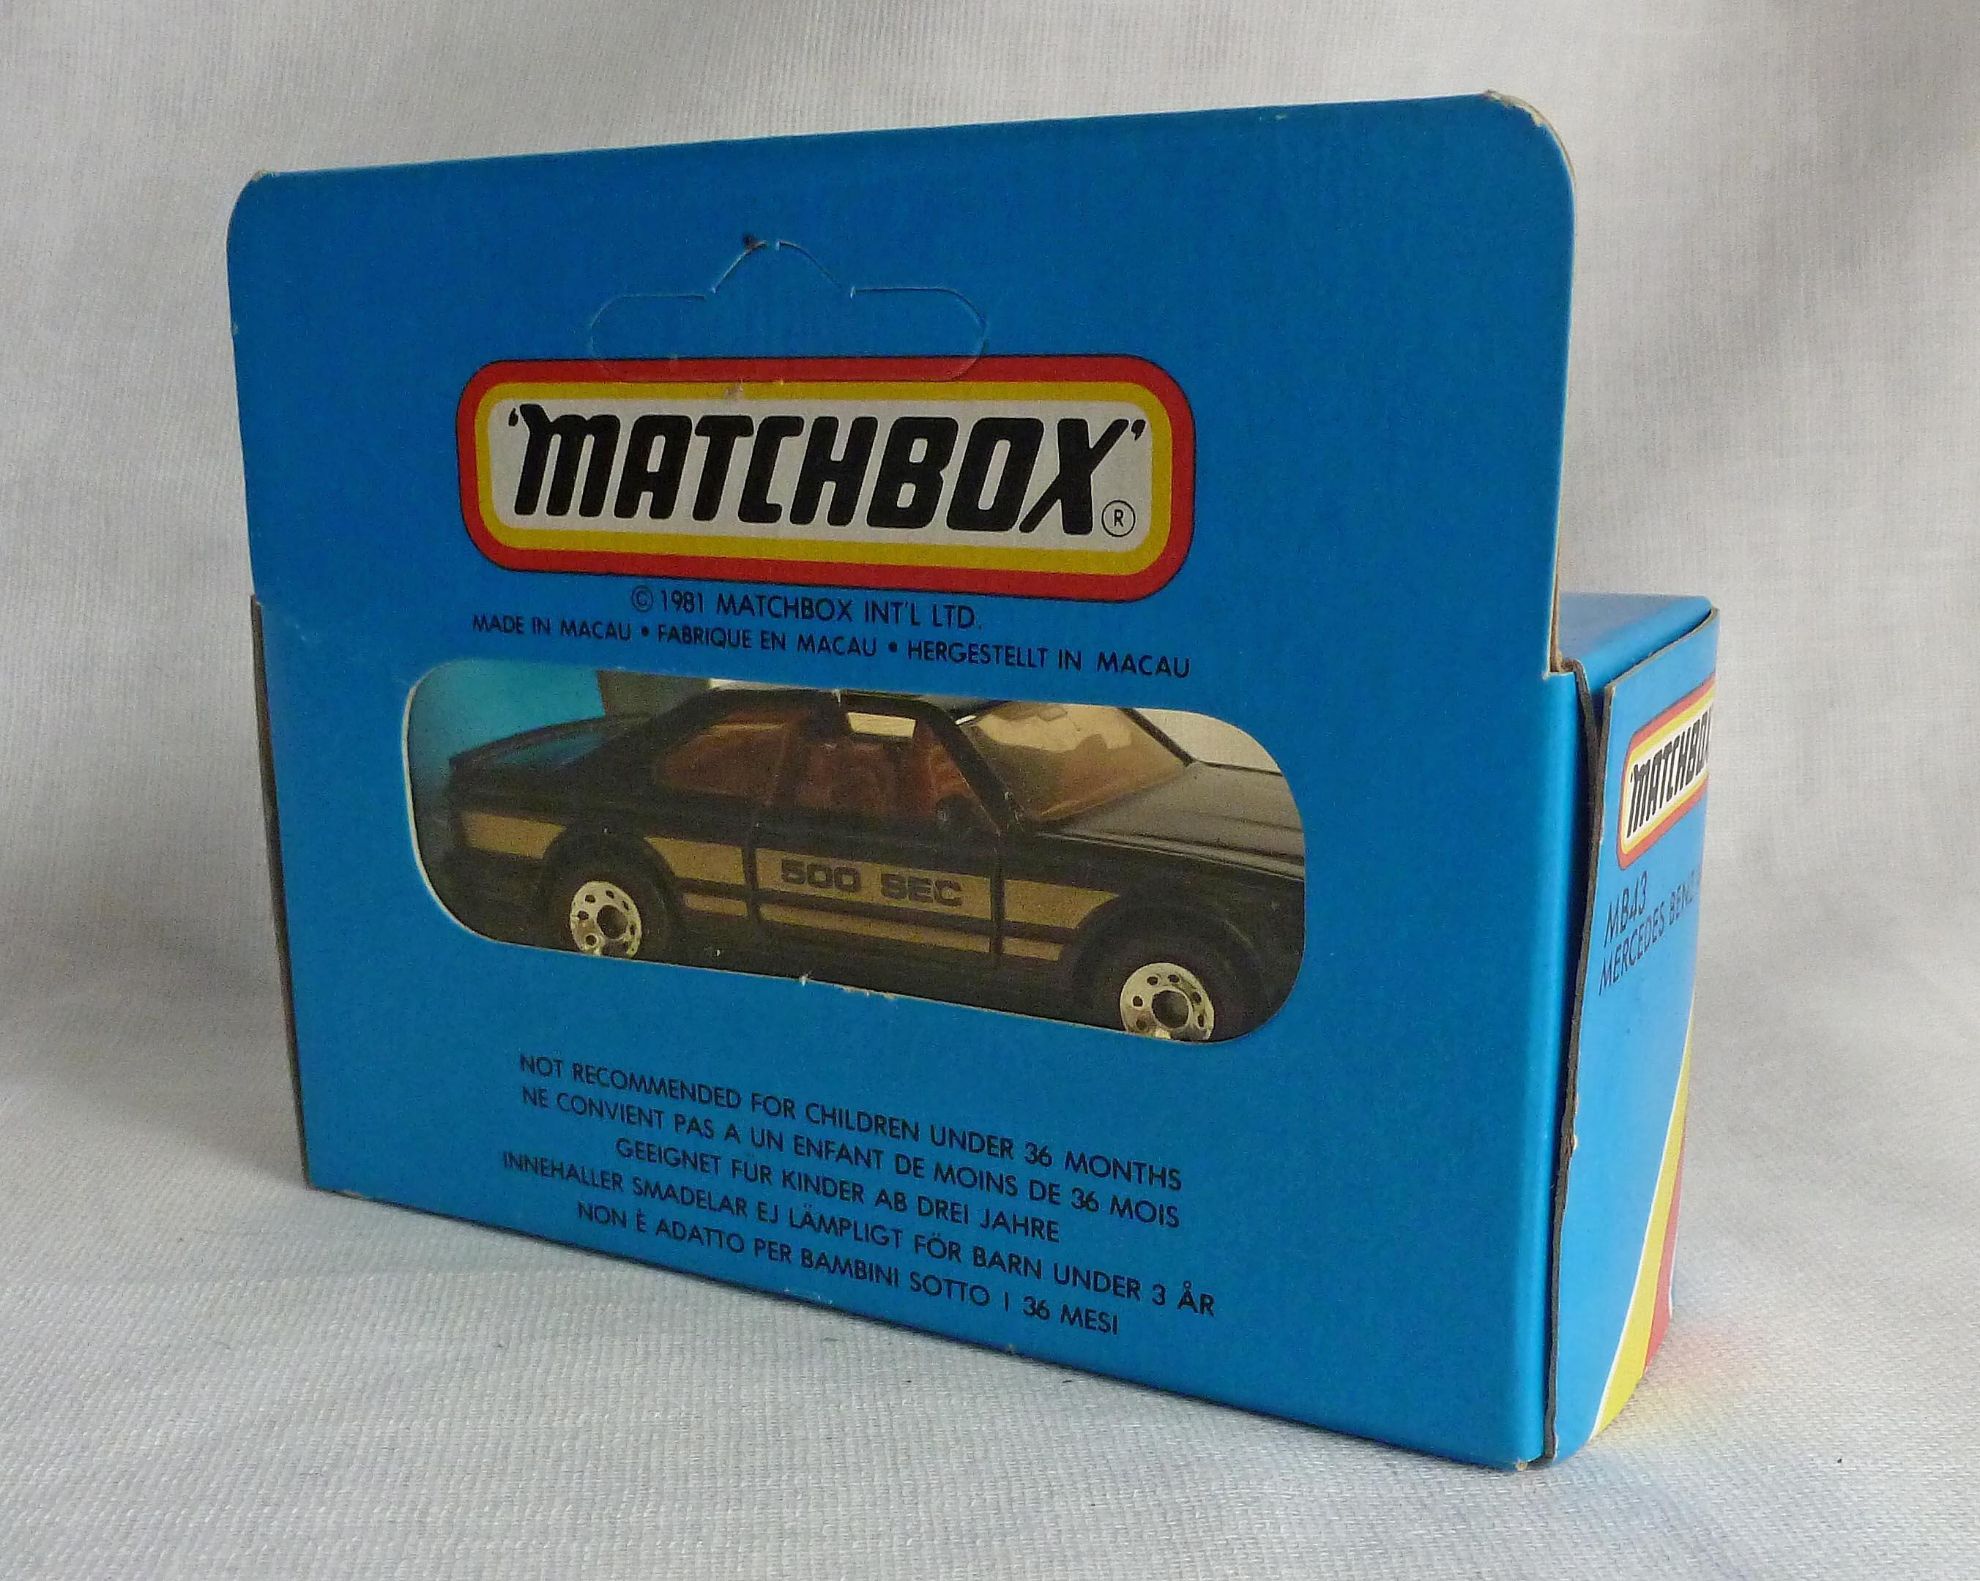 'MATCHBOX'®
© 1981 MATCHBOX INT'L LTD.
MADE IN MACAU • FABRIQUE EN MACAU • HERGESTELLT IN MACAU
500 SEC
NOT RECOMMENDED FOR CHILDREN UNDER 36 MONTHS
NE CONVIENT PAS A UN ENFANT DE MOINS DE 36 MOIS
GEEIGNET FÜR KINDER AB DREI JAHRE
INNEHALLER SMADELAR EJ LÄMPLIGT FÖR BARN UNDER 3 ÅR
NON È ADATTO PER BAMBINI SOTTO I 36 MESI
'MATCHBOX
MB43
MERCEDES BENZ